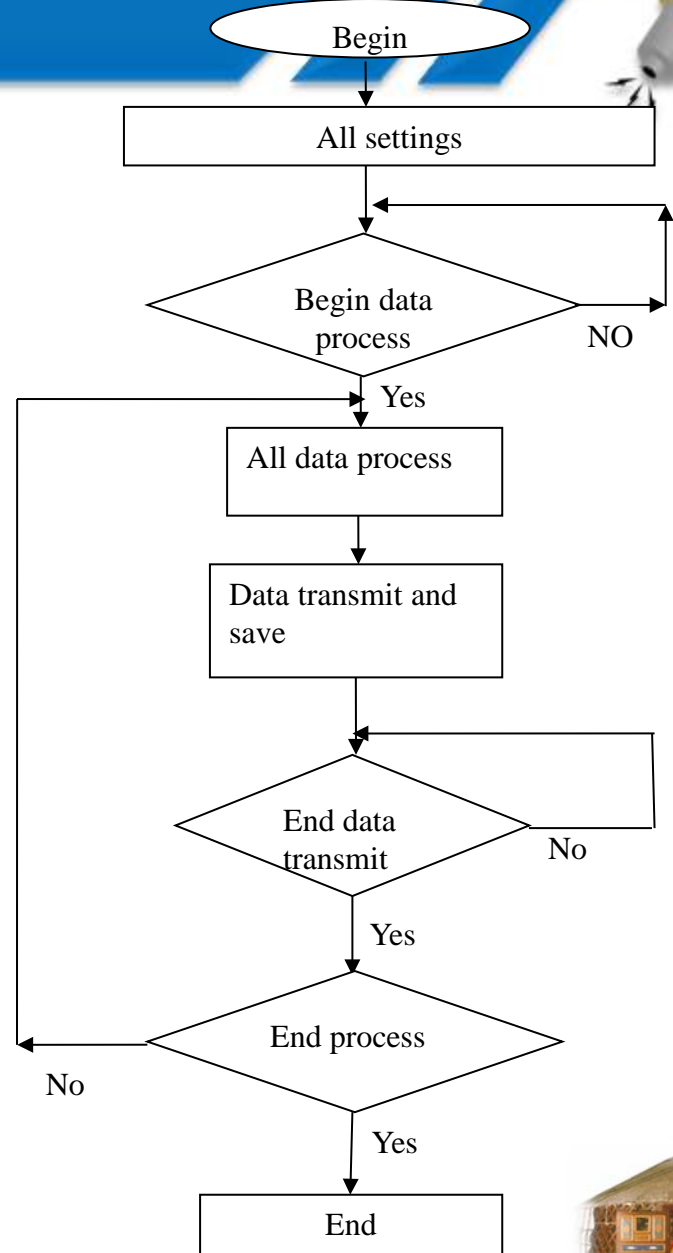 Begin
All settings
Begin data
process
NO
Yes
All data process
Data transmit and
save
End data
transmit
No
Yes
End process
No
Yes
End